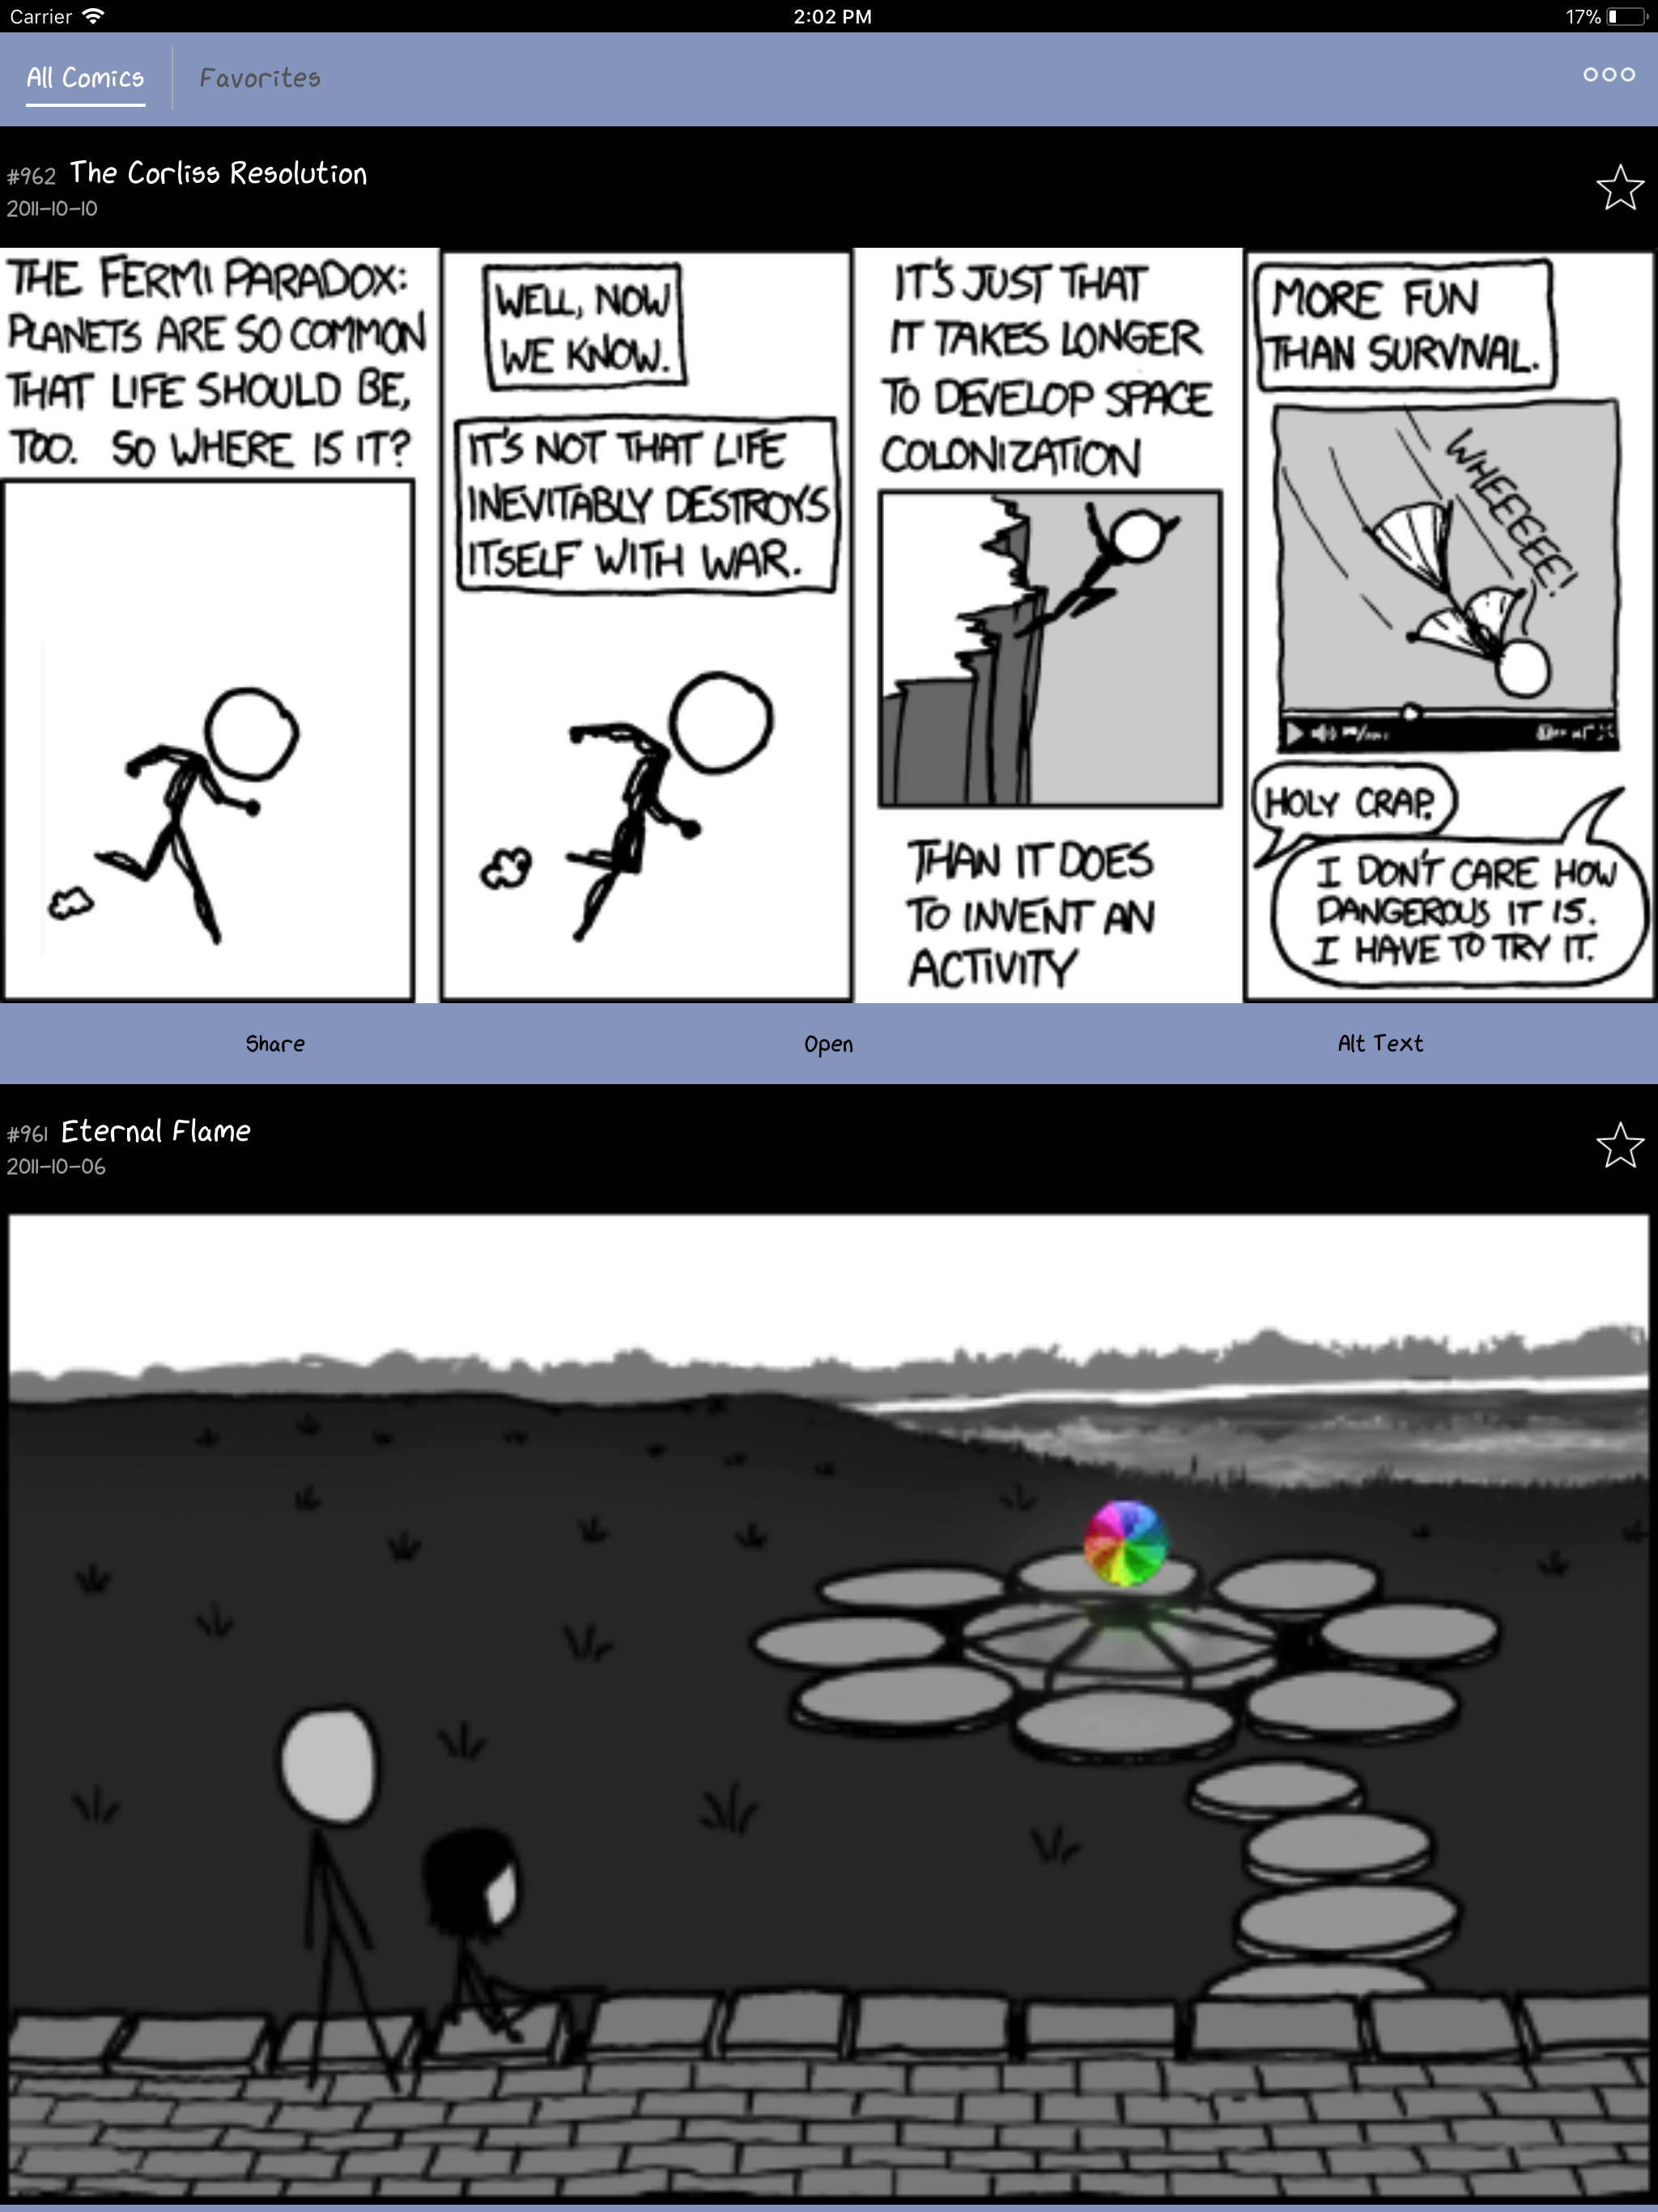 Carrier 2:02 PM 17%
All Comics Favorites
#962 The Corliss Resolution
2011-10-10
THE FERMI PARADOX:
PLANETS ARE SO COMMON
THAT LIFE SHOULD BE,
TOO. SO WHERE IS IT?
WELL, NOW
WE KNOW.
IT'S NOT THAT LIFE
INEVITABLY DESTROYS
ITSELF WITH WAR.
IT'S JUST THAT
IT TAKES LONGER
TO DEVELOP SPACE
COLONIZATION
THAN IT DOES
TO INVENT AN
ACTIVITY
MORE FUN
THAN SURVIVAL.
WHEEEEE!
HOLY CRAP.
I DON'T CARE HOW
DANGEROUS IT IS.
I HAVE TO TRY IT.
Share Open Alt Text
#961 Eternal Flame
2011-10-06